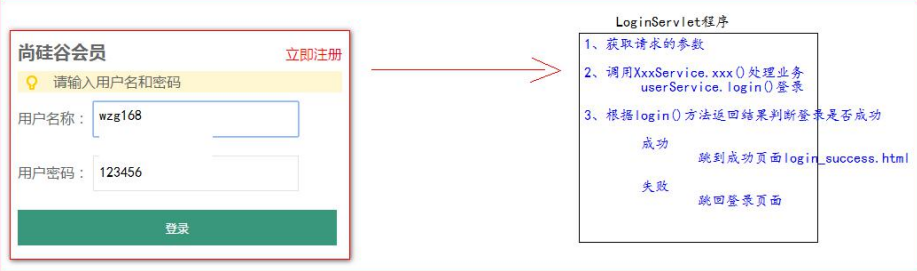 尚硅谷会员
立即注册
请输入用户名和密码
用户名称：
wzg168
用户密码：
123456
登录
LoginServlet程序
1、获取请求的参数
2、调用XxxService.xxx()处理业务
userService.login()登录
3、根据login()方法返回结果判断登录是否成功
成功
跳到成功页面login_success.html
失败
跳回登录页面